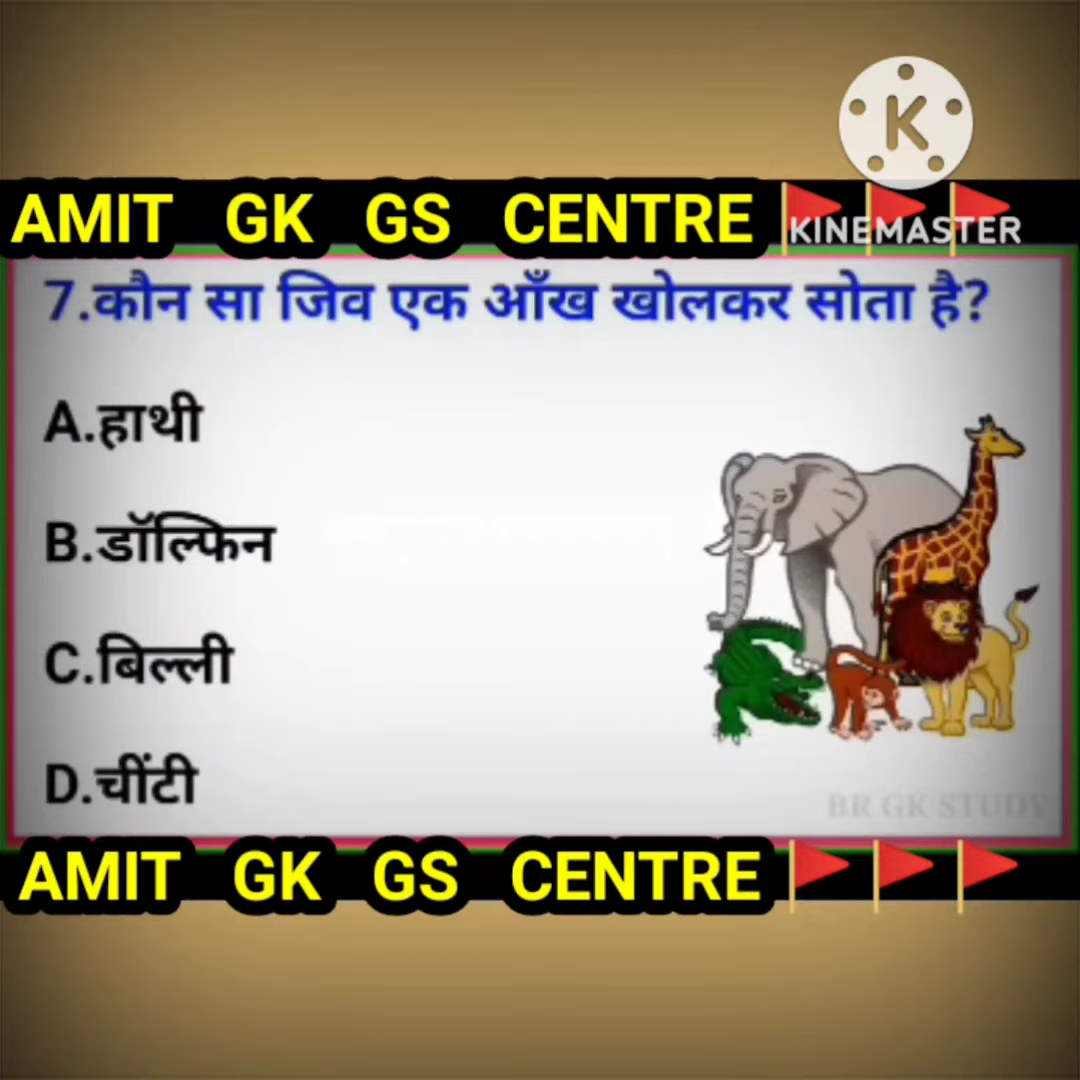 K
AMIT GK GS CENTRE
KINEMASTER
7.कौन सा जिव एक आँख खोलकर सोता है?
A.हाथी
B.डॉल्फिन
C.बिल्ली
D.चींटी
BR GK STUDY
AMIT GK GS CENTRE